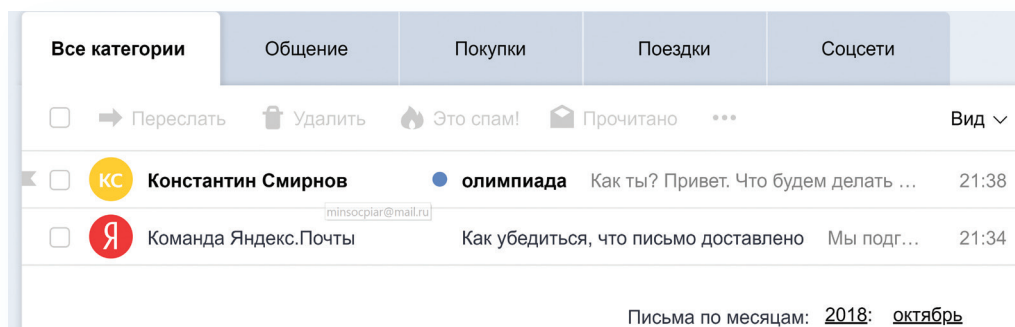 Все категории Общение Покупки Поездки Соцсети
Переслать Удалить Это спам! Прочитано ••• Вид
КС Константин Смирнов олимпиада Как ты? Привет. Что будем делать ... 21:38
minsocpiar@mail.ru
Я Команда Яндекс.Почты Как убедиться, что письмо доставлено Мы подг... 21:34
Письма по месяцам: 2018: октябрь